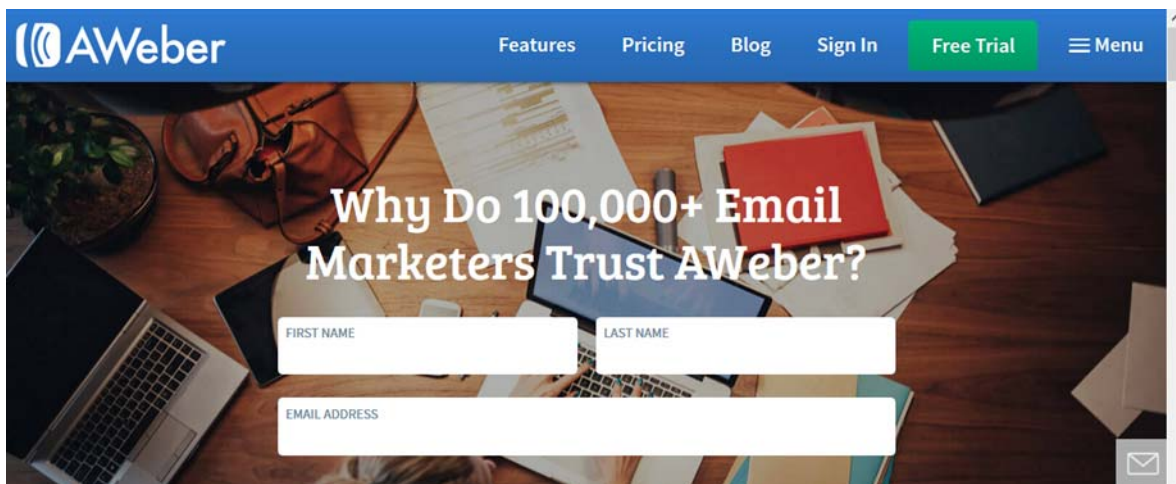 AWeber
Features Pricing Blog Sign In Free Trial Menu
Why Do 100,000+ Email
Marketers Trust AWeber?
FIRST NAME LAST NAME
EMAIL ADDRESS